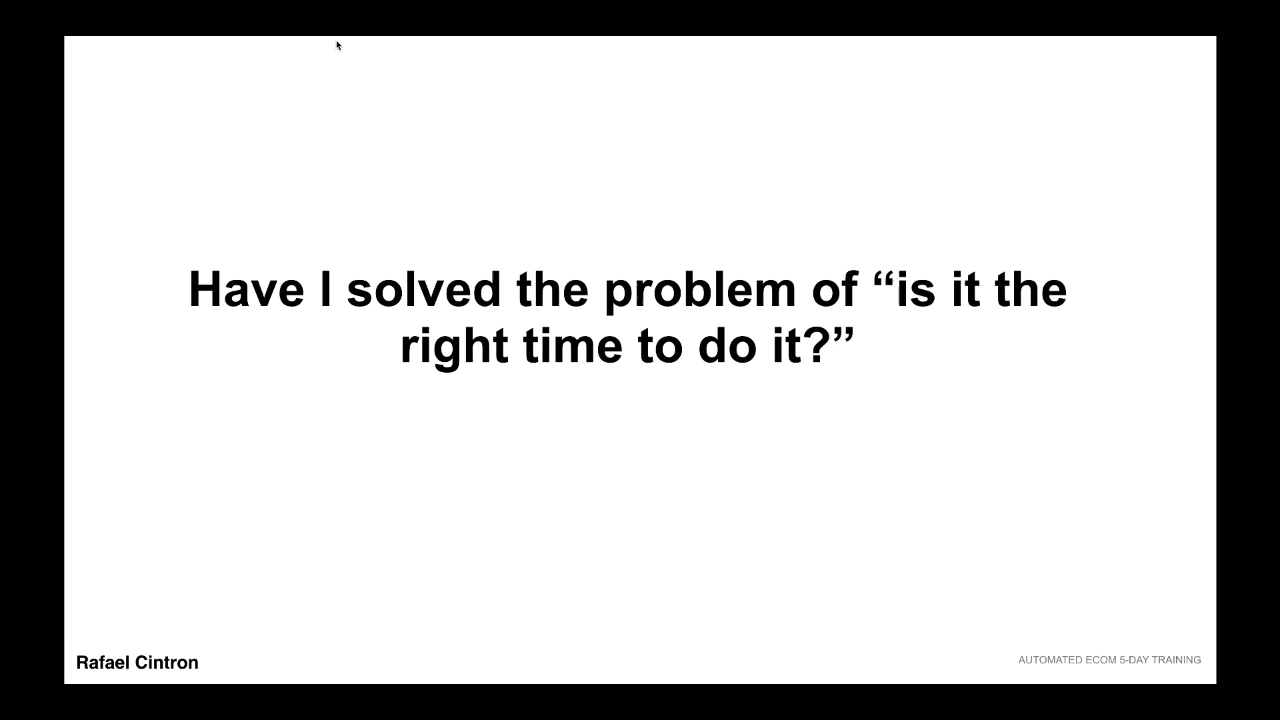 Have I solved the problem of “is it the
right time to do it?”
Rafael Cintron
AUTOMATED ECOM 5-DAY TRAINING